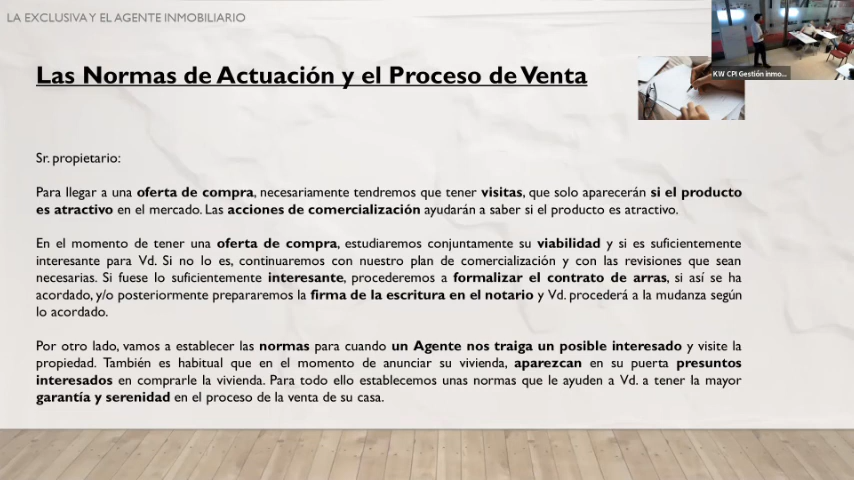 LA EXCLUSIVA Y EL AGENTE INMOBILIARIO
KW CPI Gestión inmo...
Las Normas de Actuación y el Proceso de Venta
Sr. propietario:
Para llegar a una oferta de compra, necesariamente tendremos que tener visitas, que solo aparecerán si el producto
es atractivo en el mercado. Las acciones de comercialización ayudarán a saber si el producto es atractivo.
En el momento de tener una oferta de compra, estudiaremos conjuntamente su viabilidad y si es suficientemente
interesante para Vd. Si no lo es, continuaremos con nuestro plan de comercialización y con las revisiones que sean
necesarias. Si fuese lo suficientemente interesante, procederemos a formalizar el contrato de arras, si así se ha
acordado, y/o posteriormente prepararemos la firma de la escritura en el notario y Vd. procederá a la mudanza según
lo acordado.
Por otro lado, vamos a establecer las normas para cuando un Agente nos traiga un posible interesado y visite la
propiedad. También es habitual que en el momento de anunciar su vivienda, aparezcan en su puerta presuntos
interesados en comprarle la vivienda. Para todo ello establecemos unas normas que le ayuden a Vd. a tener la mayor
garantía y serenidad en el proceso de la venta de su casa.